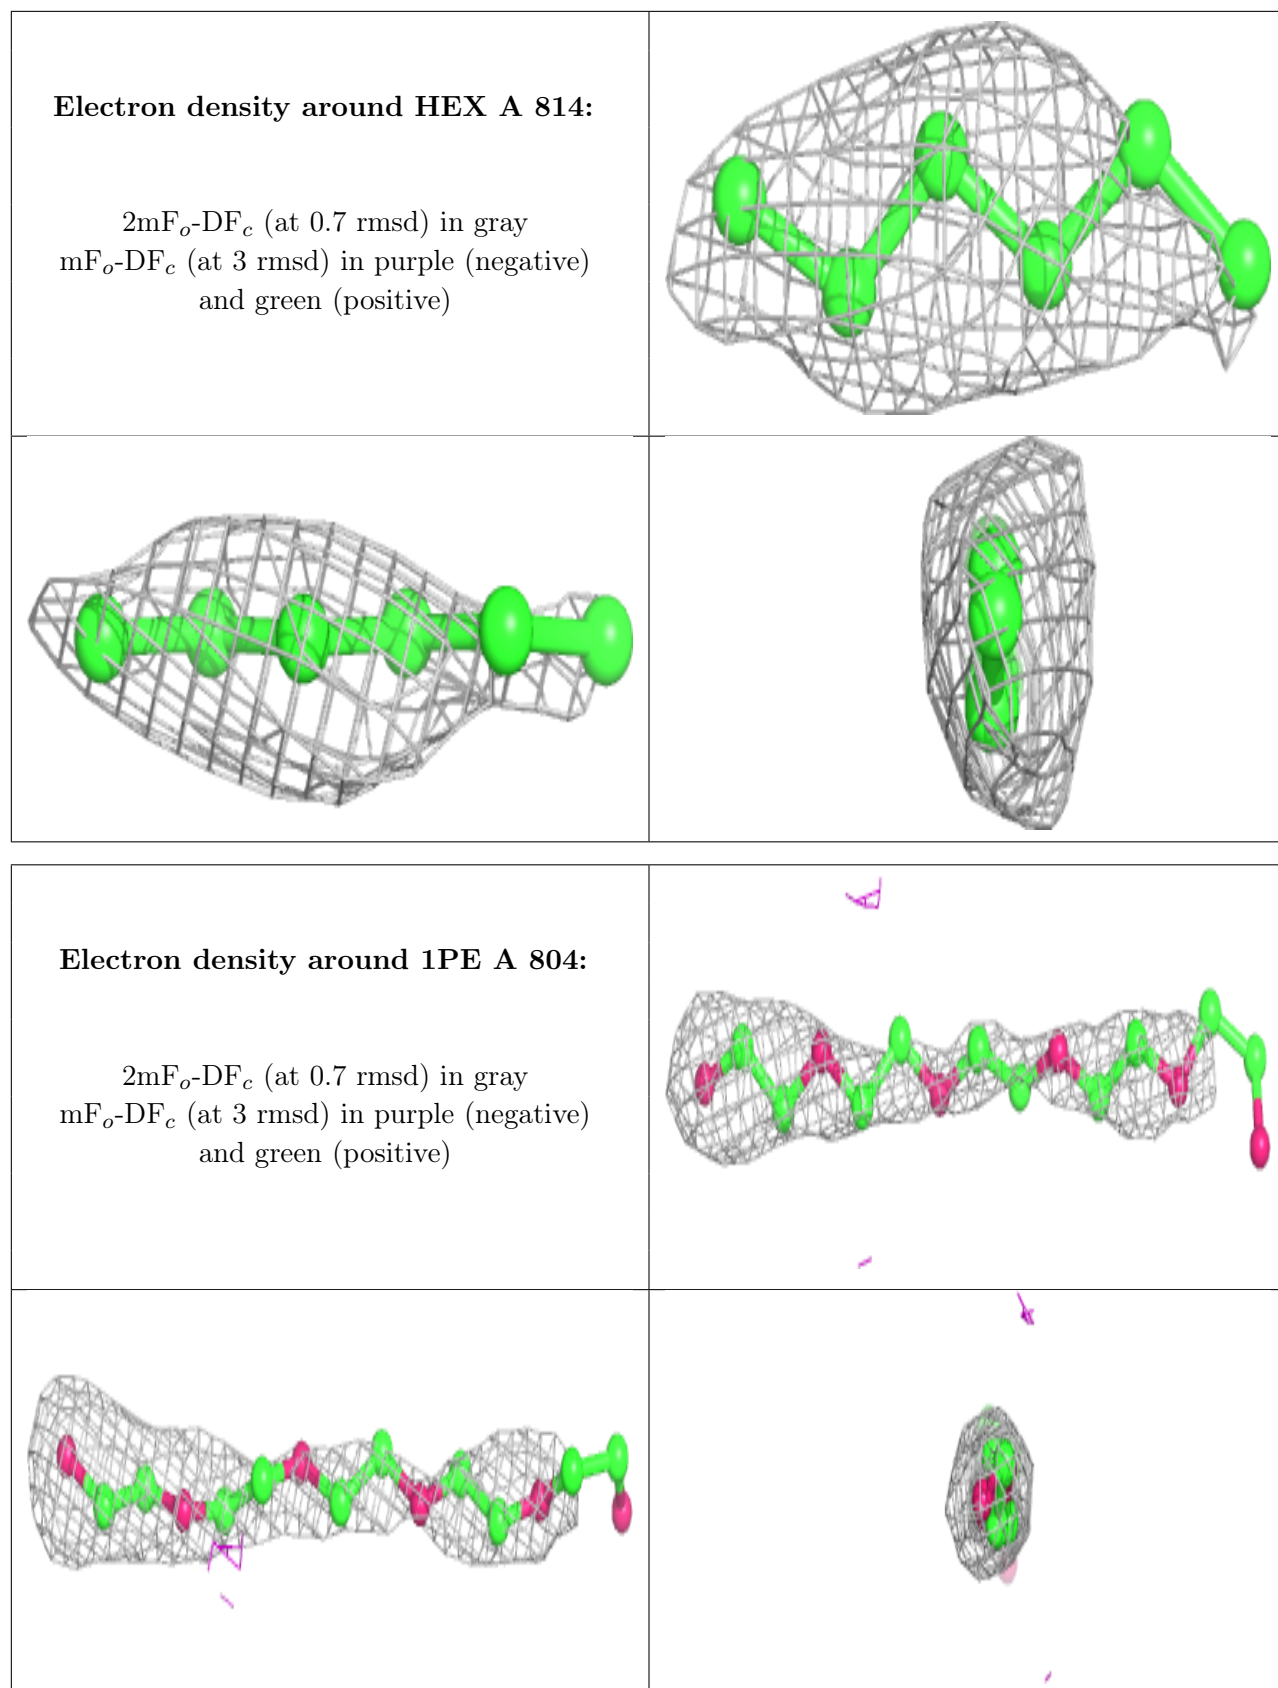 Electron density around HEX A 814:
2mFo-DFc (at 0.7 rmsd) in gray
mFo-DFc (at 3 rmsd) in purple (negative)
and green (positive)
Electron density around 1PE A 804:
2mFo-DFc (at 0.7 rmsd) in gray
mFo-DFc (at 3 rmsd) in purple (negative)
and green (positive)